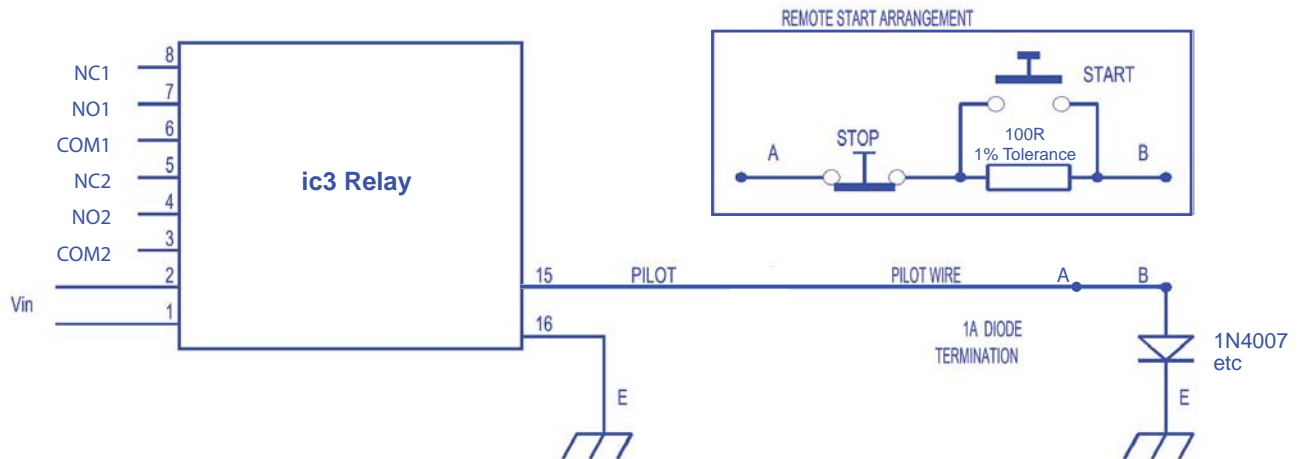 REMOTE START ARRANGEMENT
START
100R
1% Tolerance
STOP
A
B
ic3 Relay
NC1
8
NO1
7
COM1
6
NC2
5
NO2
4
COM2
3
2
Vin
1
15
PILOT
PILOT WIRE
A
B
16
1A DIODE
TERMINATION
1N4007
etc
E
E